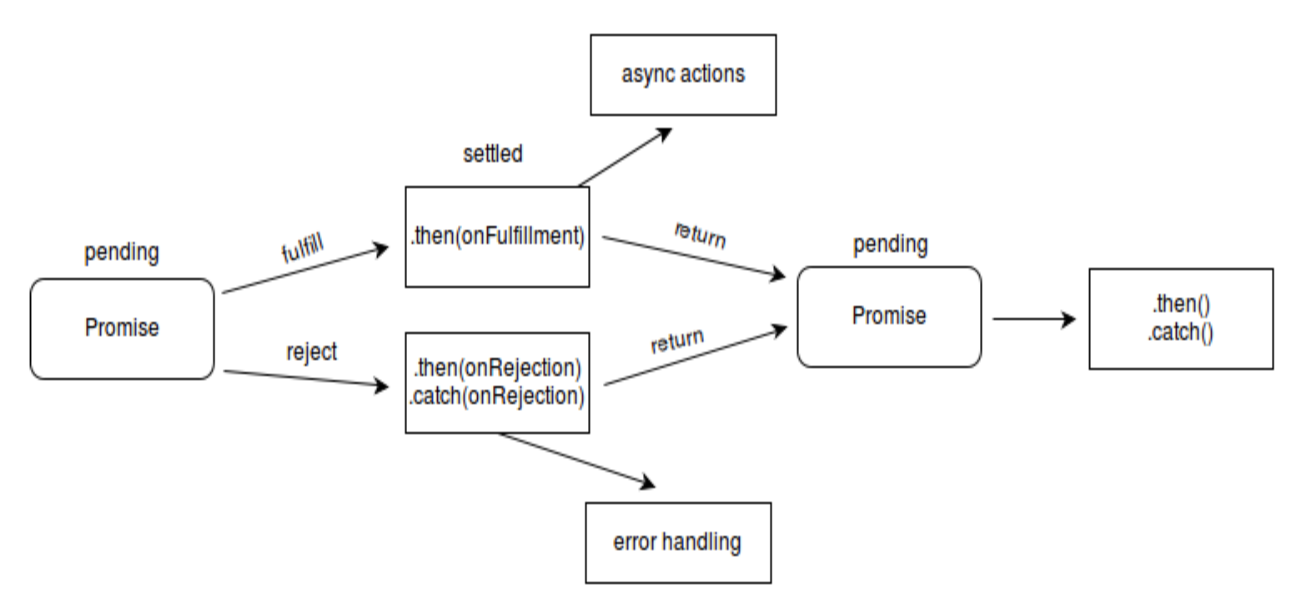 async actions
settled
.then(onFulfillment)
fulfill
return
pending
pending
Promise
Promise
.then()
.catch()
reject
return
.then(onRejection)
.catch(onRejection)
error handling